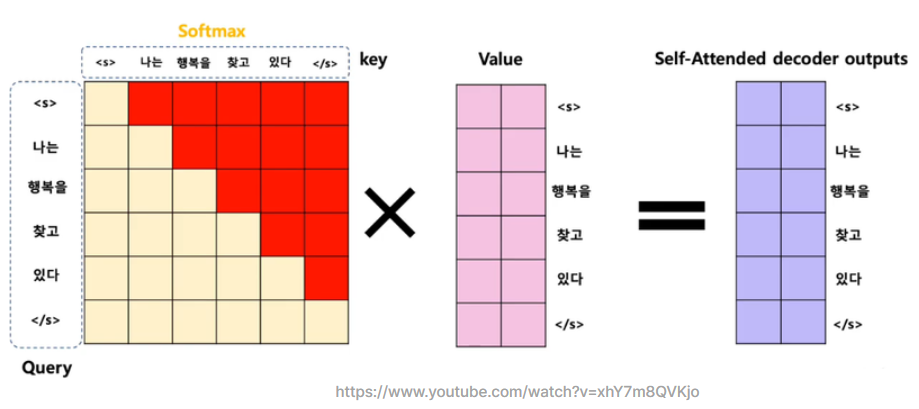 Softmax
<s> 나는 행복을 찾고 있다 </s> key
Value
Self-Attended decoder outputs
<s>
나는
행복을
찾고
있다
</s>
Query
<s>
나는
행복을
찾고
있다
</s>
<s>
나는
행복을
찾고
있다
</s>
https://www.youtube.com/watch?v=xhY7m8QVKjo